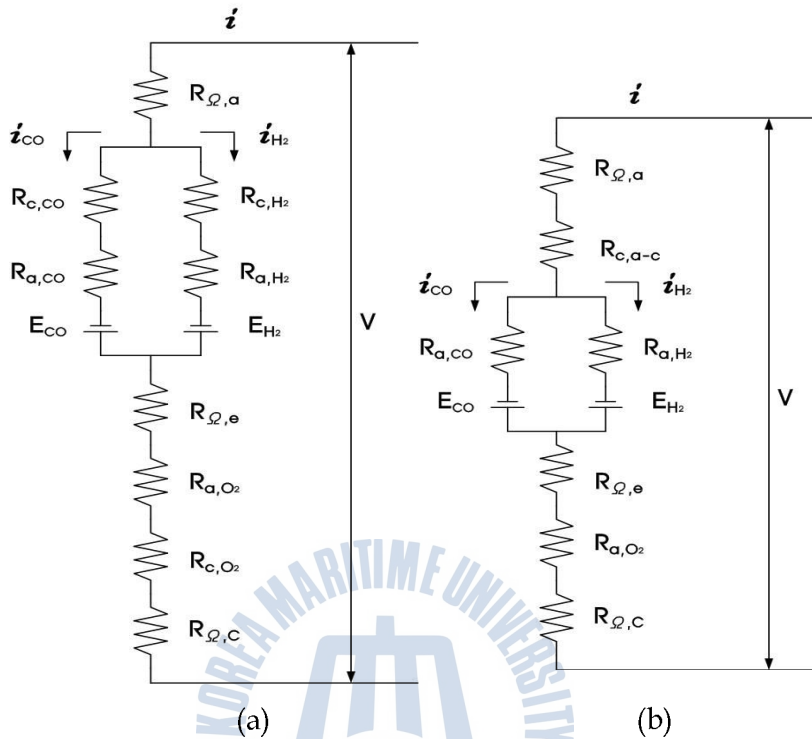 i
R_Ω,a
i_CO
i_H₂
R_c,CO
R_c,H₂
R_a,CO
R_a,H₂
E_CO
E_H₂
R_Ω,e
R_a,O₂
R_c,O₂
R_Ω,C
V
(a)
i
R_Ω,a
R_c,a-c
i_CO
i_H₂
R_a,CO
R_a,H₂
E_CO
E_H₂
R_Ω,e
R_a,O₂
R_Ω,C
V
(b)
KOREA MARITIME UNIVERSITY